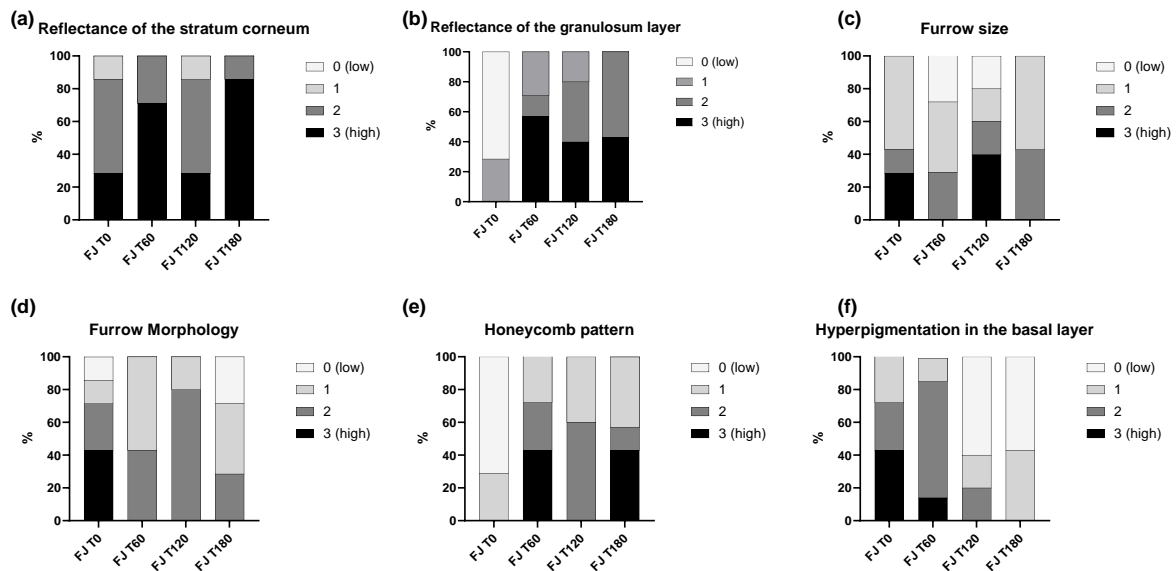 (a)
Reflectance of the stratum corneum
100
80
60
40
20
0
%
FJ T0
FJ T60
FJ T120
FJ T180
0 (low)
1
2
3 (high)
(b)
Reflectance of the granulosum layer
100
80
60
40
20
0
%
FJ T0
FJ T60
FJ T120
FJ T180
0 (low)
1
2
3 (high)
(c)
Furrow size
100
80
60
40
20
0
%
FJ T0
FJ T60
FJ T120
FJ T180
0 (low)
1
2
3 (high)
(d)
Furrow Morphology
100
80
60
40
20
0
%
FJ T0
FJ T60
FJ T120
FJ T180
0 (low)
1
2
3 (high)
(e)
Honeycomb pattern
100
80
60
40
20
0
%
FJ T0
FJ T60
FJ T120
FJ T180
0 (low)
1
2
3 (high)
(f)
Hyperpigmentation in the basal layer
100
80
60
40
20
0
%
FJ T0
FJ T60
FJ T120
FJ T180
0 (low)
1
2
3 (high)